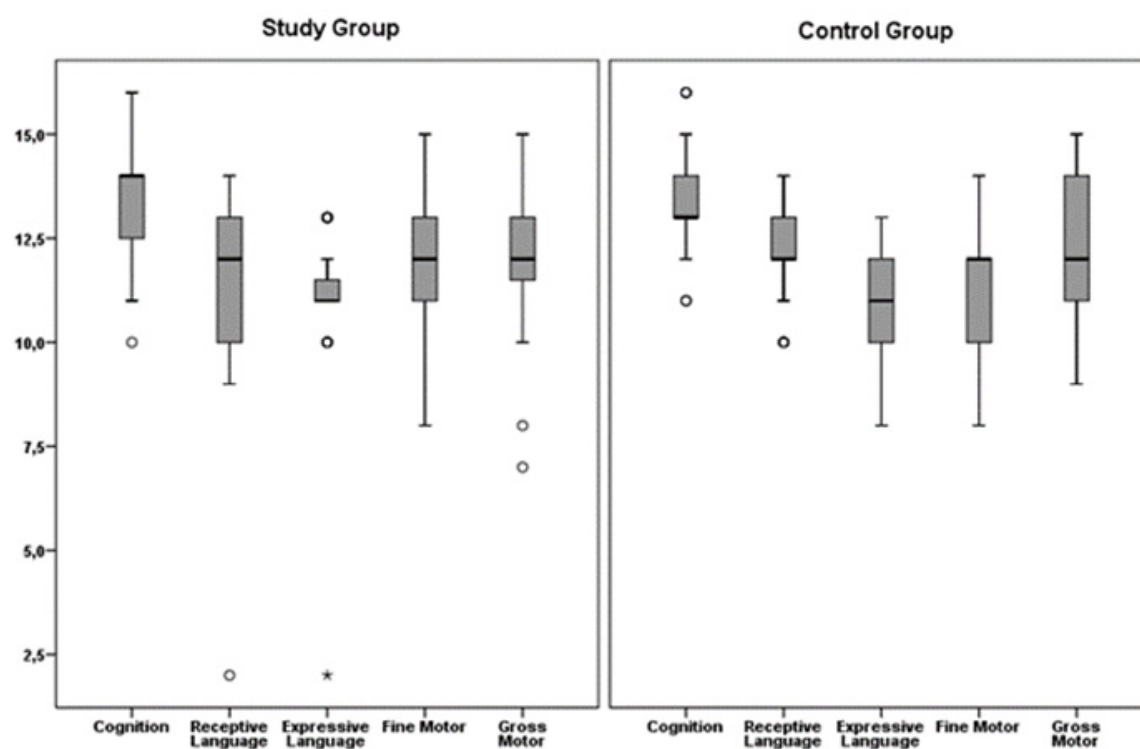 Study Group
Control Group
15,0
12,5
10,0
7,5
5,0
2,5
Cognition
Receptive
Language
Expressive
Language
Fine Motor
Gross
Motor
Cognition
Receptive
Language
Expressive
Language
Fine Motor
Gross
Motor